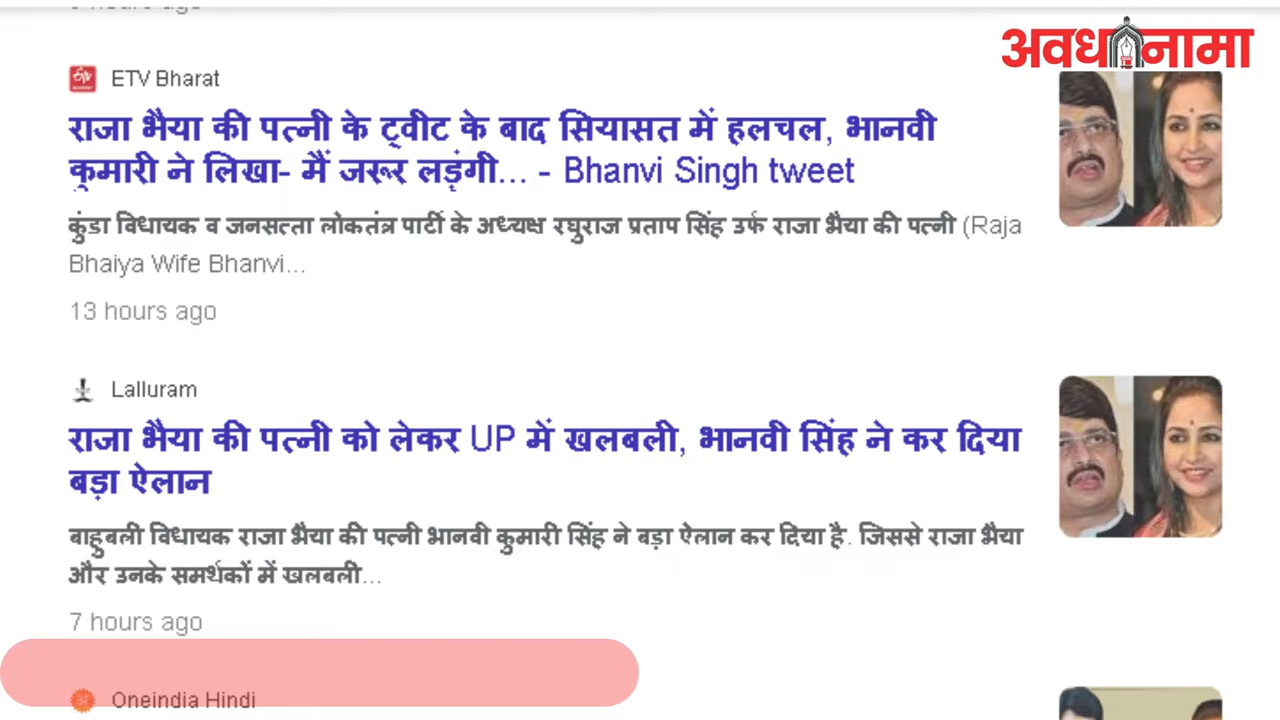 अवधनामा
ETV Bharat
राजा भैया की पत्नी के ट्वीट के बाद सियासत में हलचल, भानवी
कुमारी ने लिखा- मैं जरूर लड़ूंगी... - Bhanvi Singh tweet
कुंडा विधायक व जनसत्ता लोकतंत्र पार्टी के अध्यक्ष रघुराज प्रताप सिंह उर्फ राजा भैया की पत्नी (Raja
Bhaiya Wife Bhanvi...
13 hours ago
Lalluram
राजा भैया की पत्नी को लेकर UP में खलबली, भानवी सिंह ने कर दिया
बड़ा ऐलान
बाहुबली विधायक राजा भैया की पत्नी भानवी कुमारी सिंह ने बड़ा ऐलान कर दिया है. जिससे राजा भैया
और उनके समर्थकों में खलबली...
7 hours ago
Oneindia Hindi